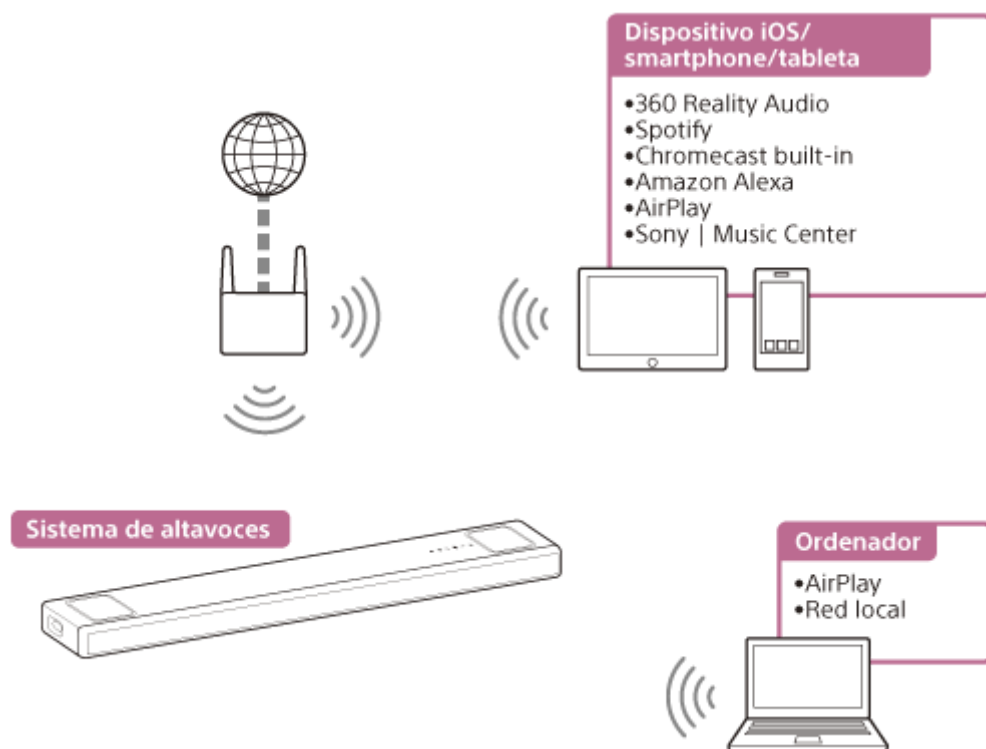 Dispositivo iOS/
smartphone/tableta
•360 Reality Audio
•Spotify
•Chromecast built-in
•Amazon Alexa
•AirPlay
•Sony | Music Center
Sistema de altavoces
Ordenador
•AirPlay
•Red local